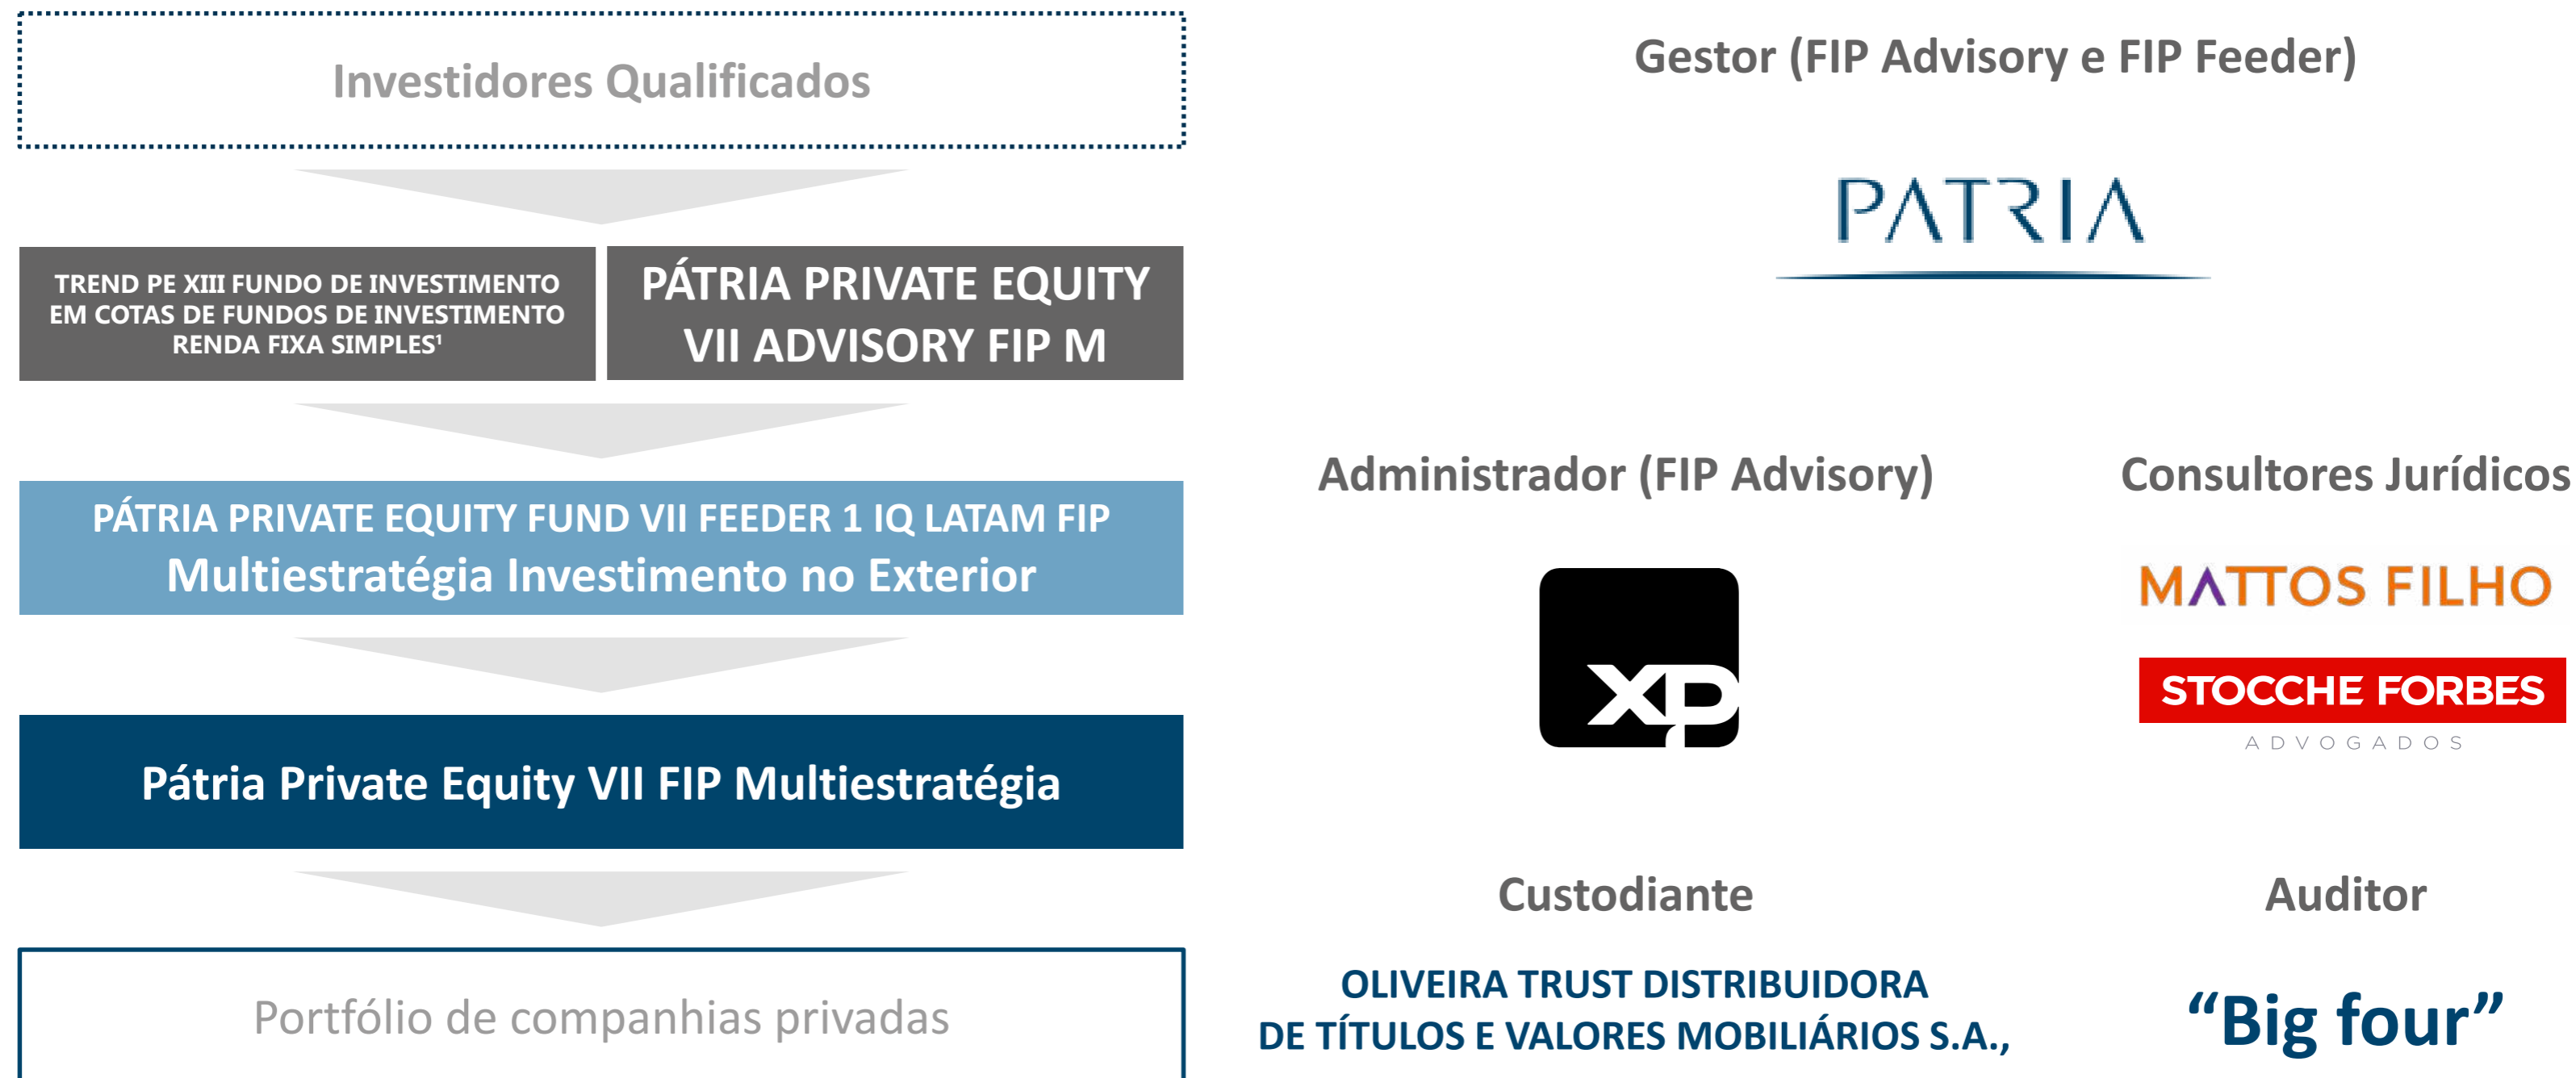 Investidores Qualificados
TREND PE XIII FUNDO DE INVESTIMENTO
EM COTAS DE FUNDOS DE INVESTIMENTO
RENDA FIXA SIMPLES¹
PÁTRIA PRIVATE EQUITY
VII ADVISORY FIP M
PÁTRIA PRIVATE EQUITY FUND VII FEEDER 1 IQ LATAM FIP
Multiestratégia Investimento no Exterior
Pátria Private Equity VII FIP Multiestratégia
Portfólio de companhias privadas
Gestor (FIP Advisory e FIP Feeder)
PATRIA
Administrador (FIP Advisory)
XP
Consultores Jurídicos
MATTOS FILHO
STOCCHE FORBES
ADVOGADOS
Custodiante
OLIVEIRA TRUST DISTRIBUIDORA
DE TÍTULOS E VALORES MOBILIÁRIOS S.A.,
Auditor
“Big four”